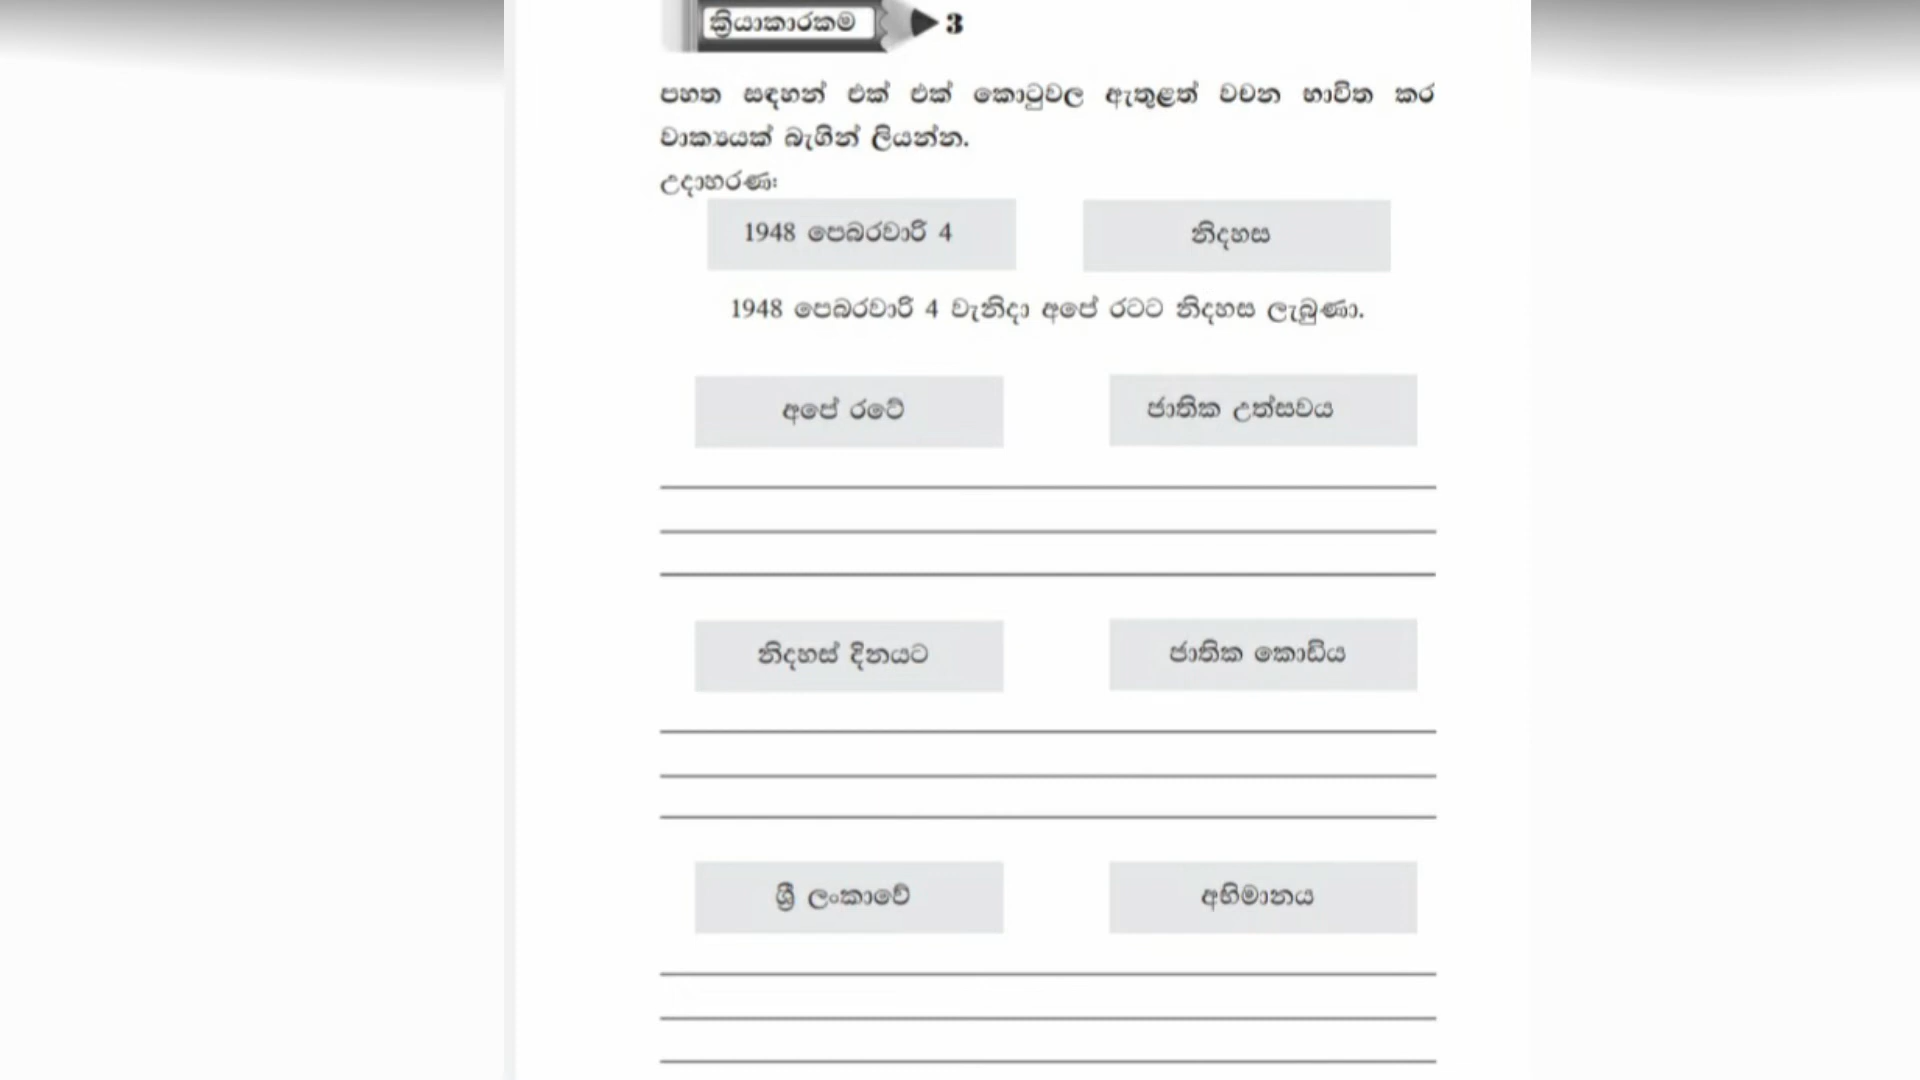 ක්‍රියාකාරකම 3
පහත සඳහන් එක් එක් කොටුවල ඇතුළත් වචන භාවිත කර
වාක්‍යයක් බැගින් ලියන්න.
උදාහරණ:
1948 පෙබරවාරි 4 නිදහස
1948 පෙබරවාරි 4 වැනිදා අපේ රටට නිදහස ලැබුණා.
අපේ රටේ ජාතික උත්සවය
නිදහස් දිනයට ජාතික කොඩිය
ශ්‍රී ලංකාවේ අභිමානය